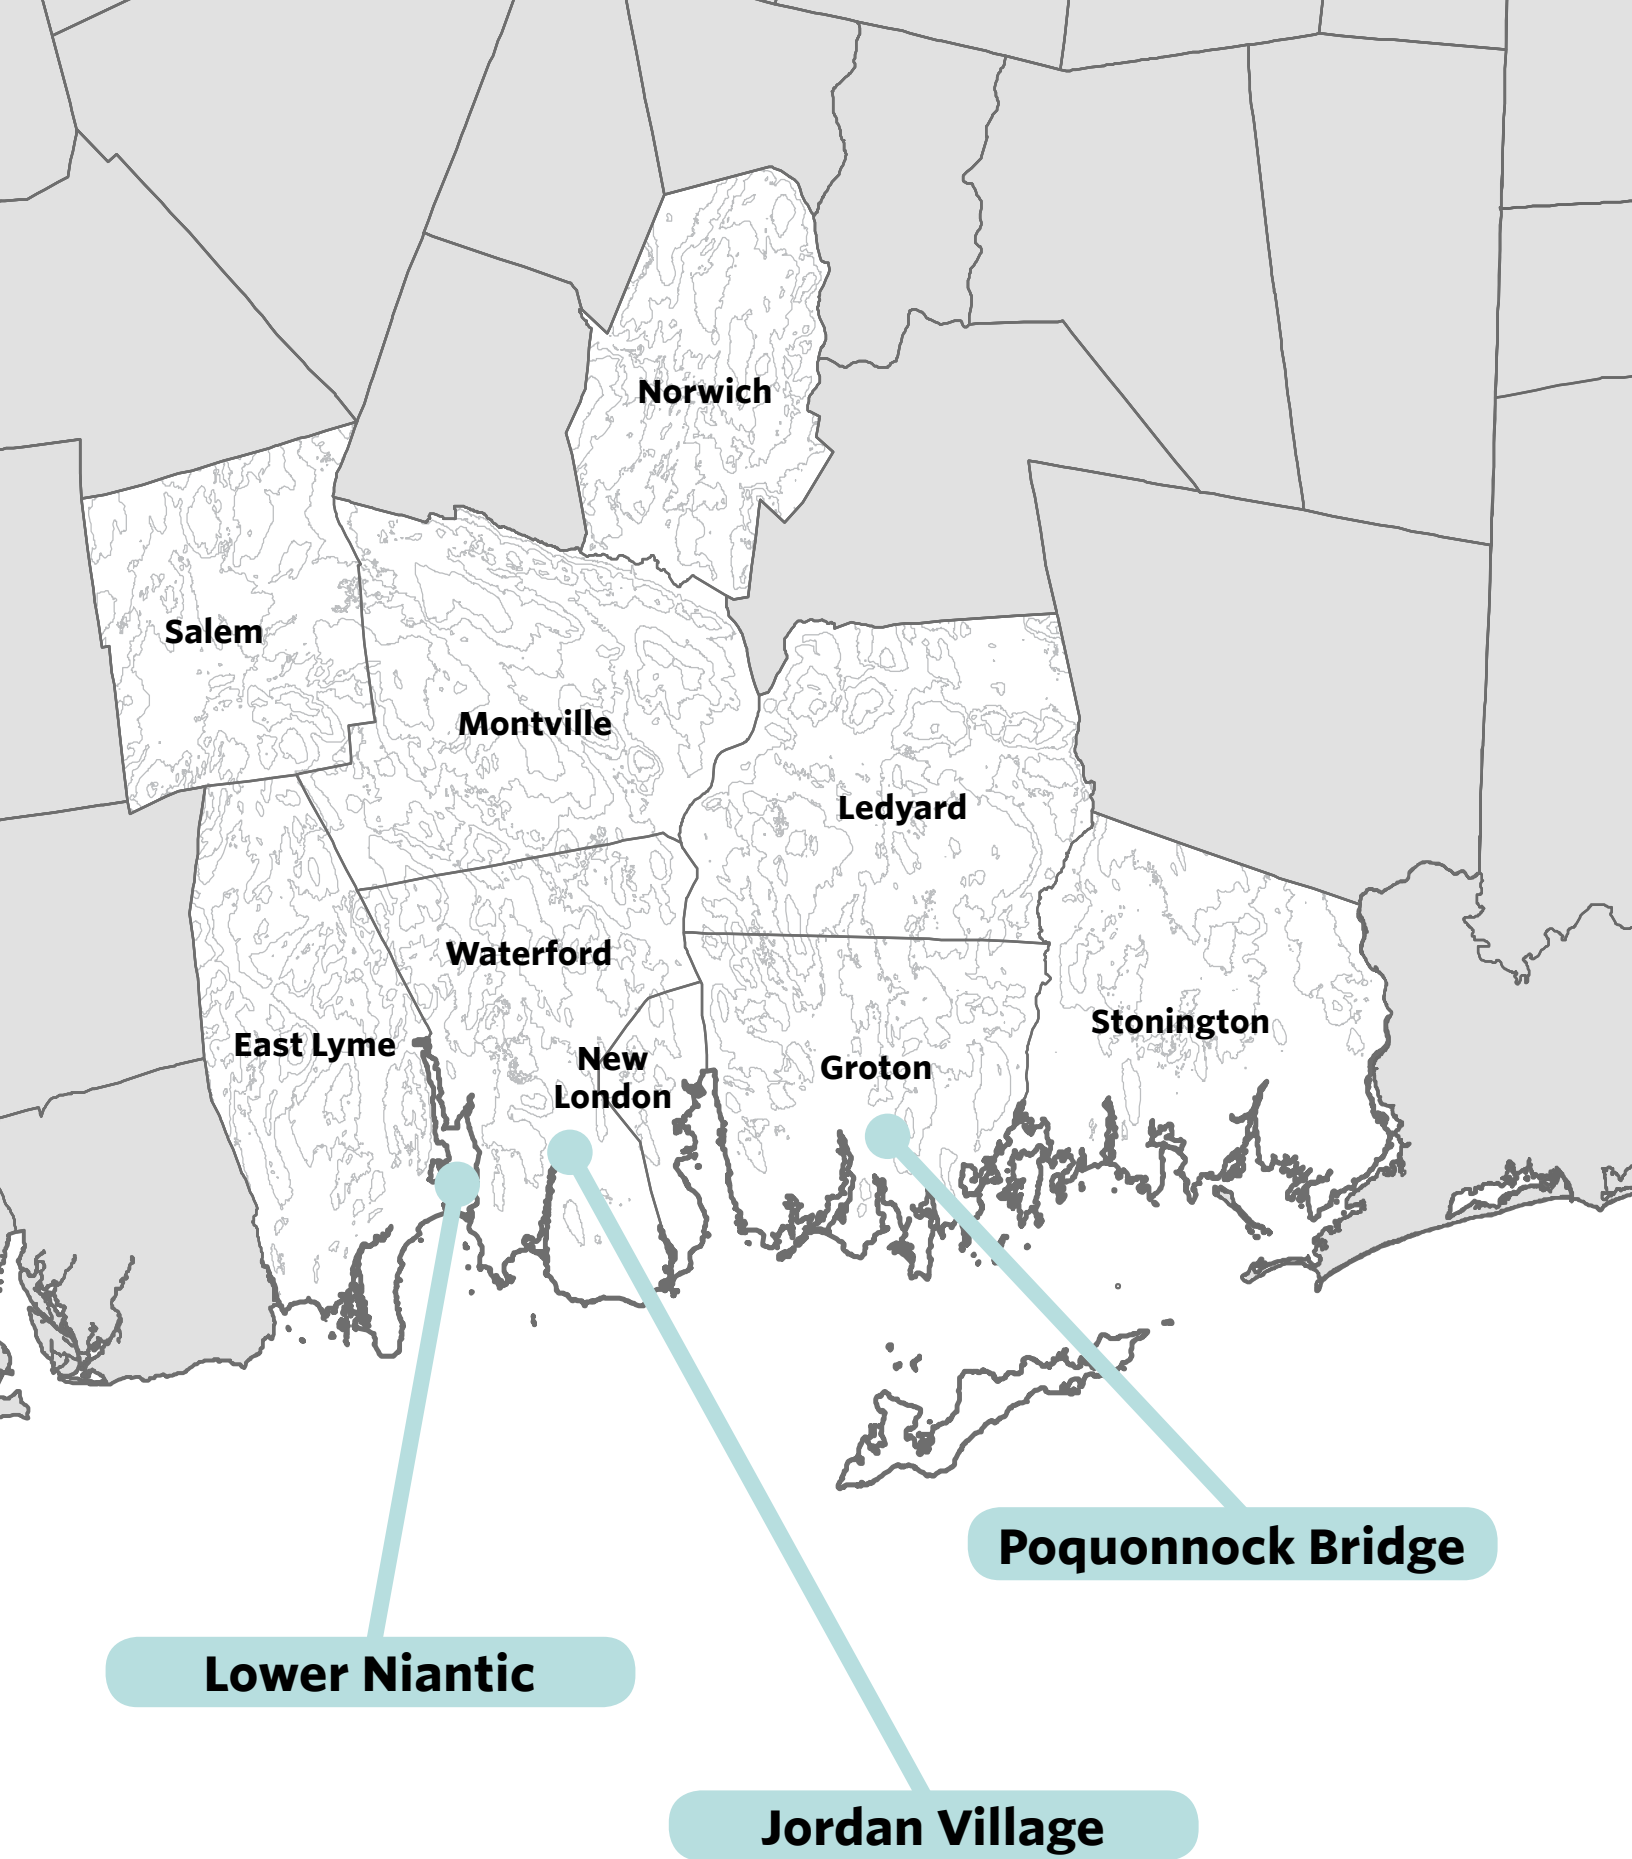 Norwich
Salem
Montville
Ledyard
Waterford
Stonington
East Lyme
New
London
Groton
Poquonnock Bridge
Lower Niantic
Jordan Village